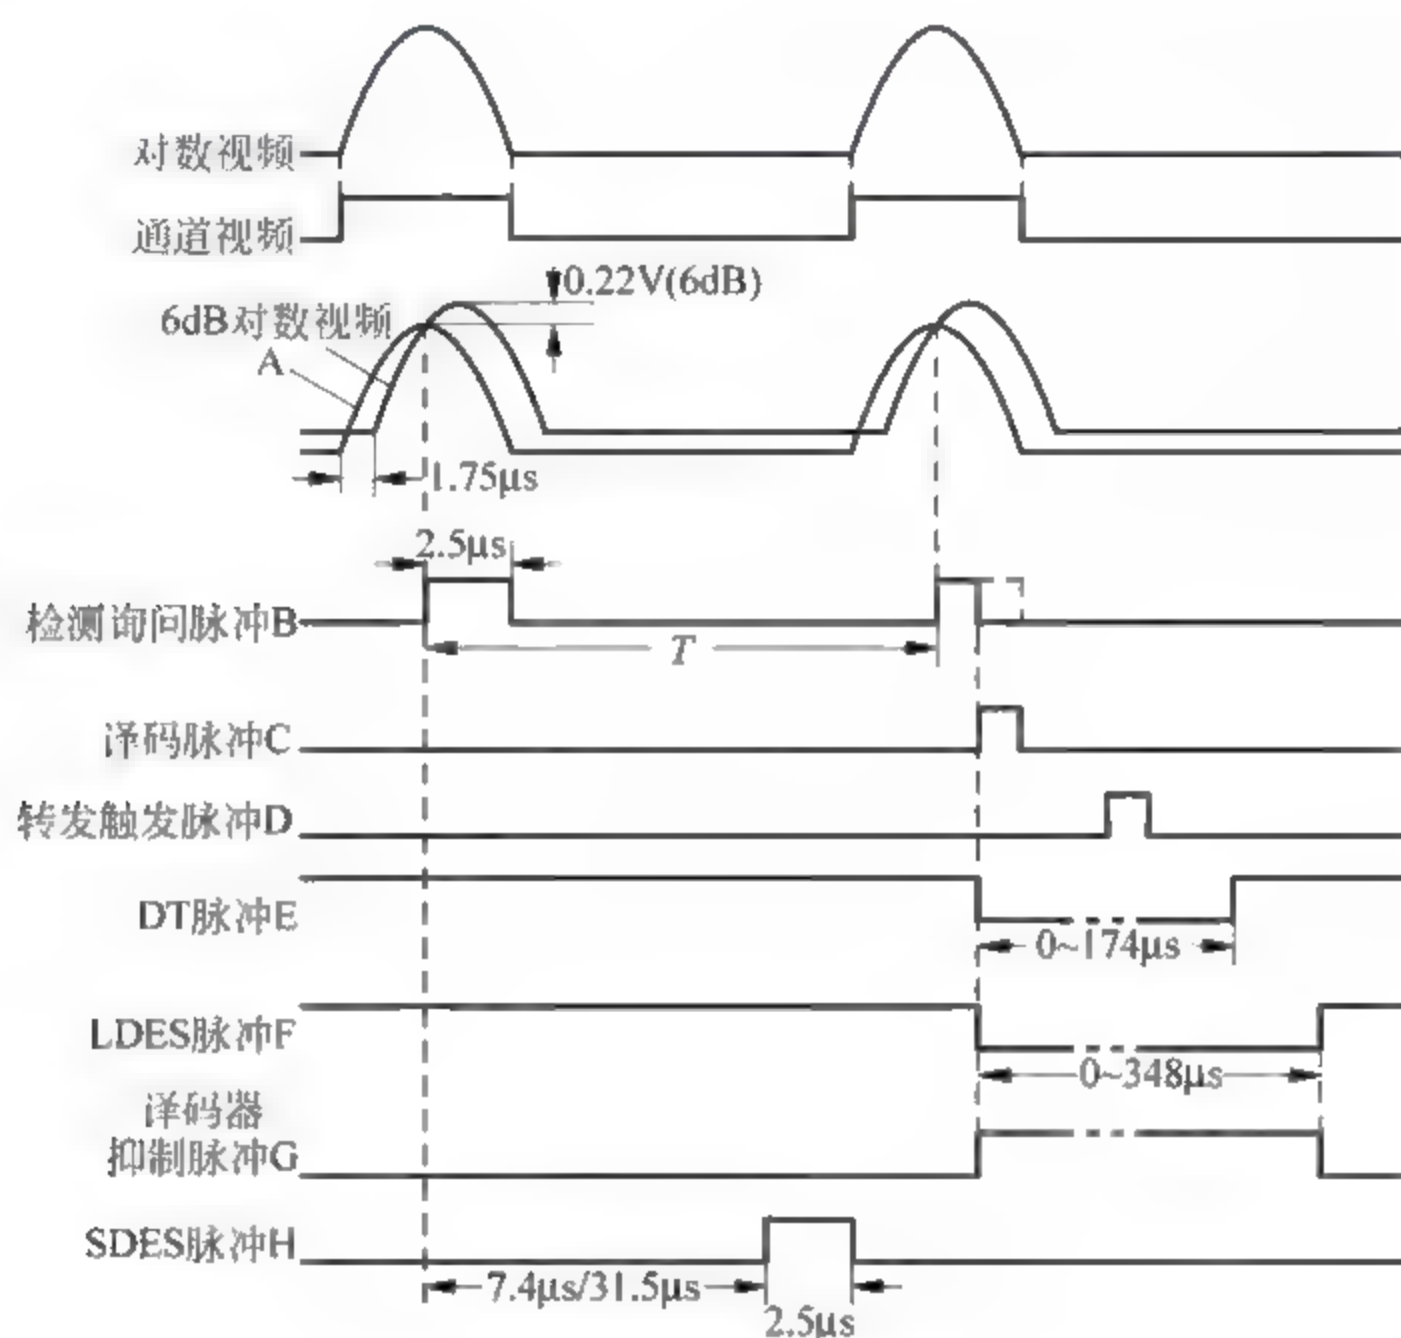 对数视频
通道视频
0.22V(6dB)
6dB对数视频
A
1.75μs
2.5μs
检测询问脉冲B
T
译码脉冲C
转发触发脉冲D
DT脉冲E
0~174μs
LDES脉冲F
0~348μs
译码器
抑制脉冲G
SDES脉冲H
7.4μs/31.5μs
2.5μs